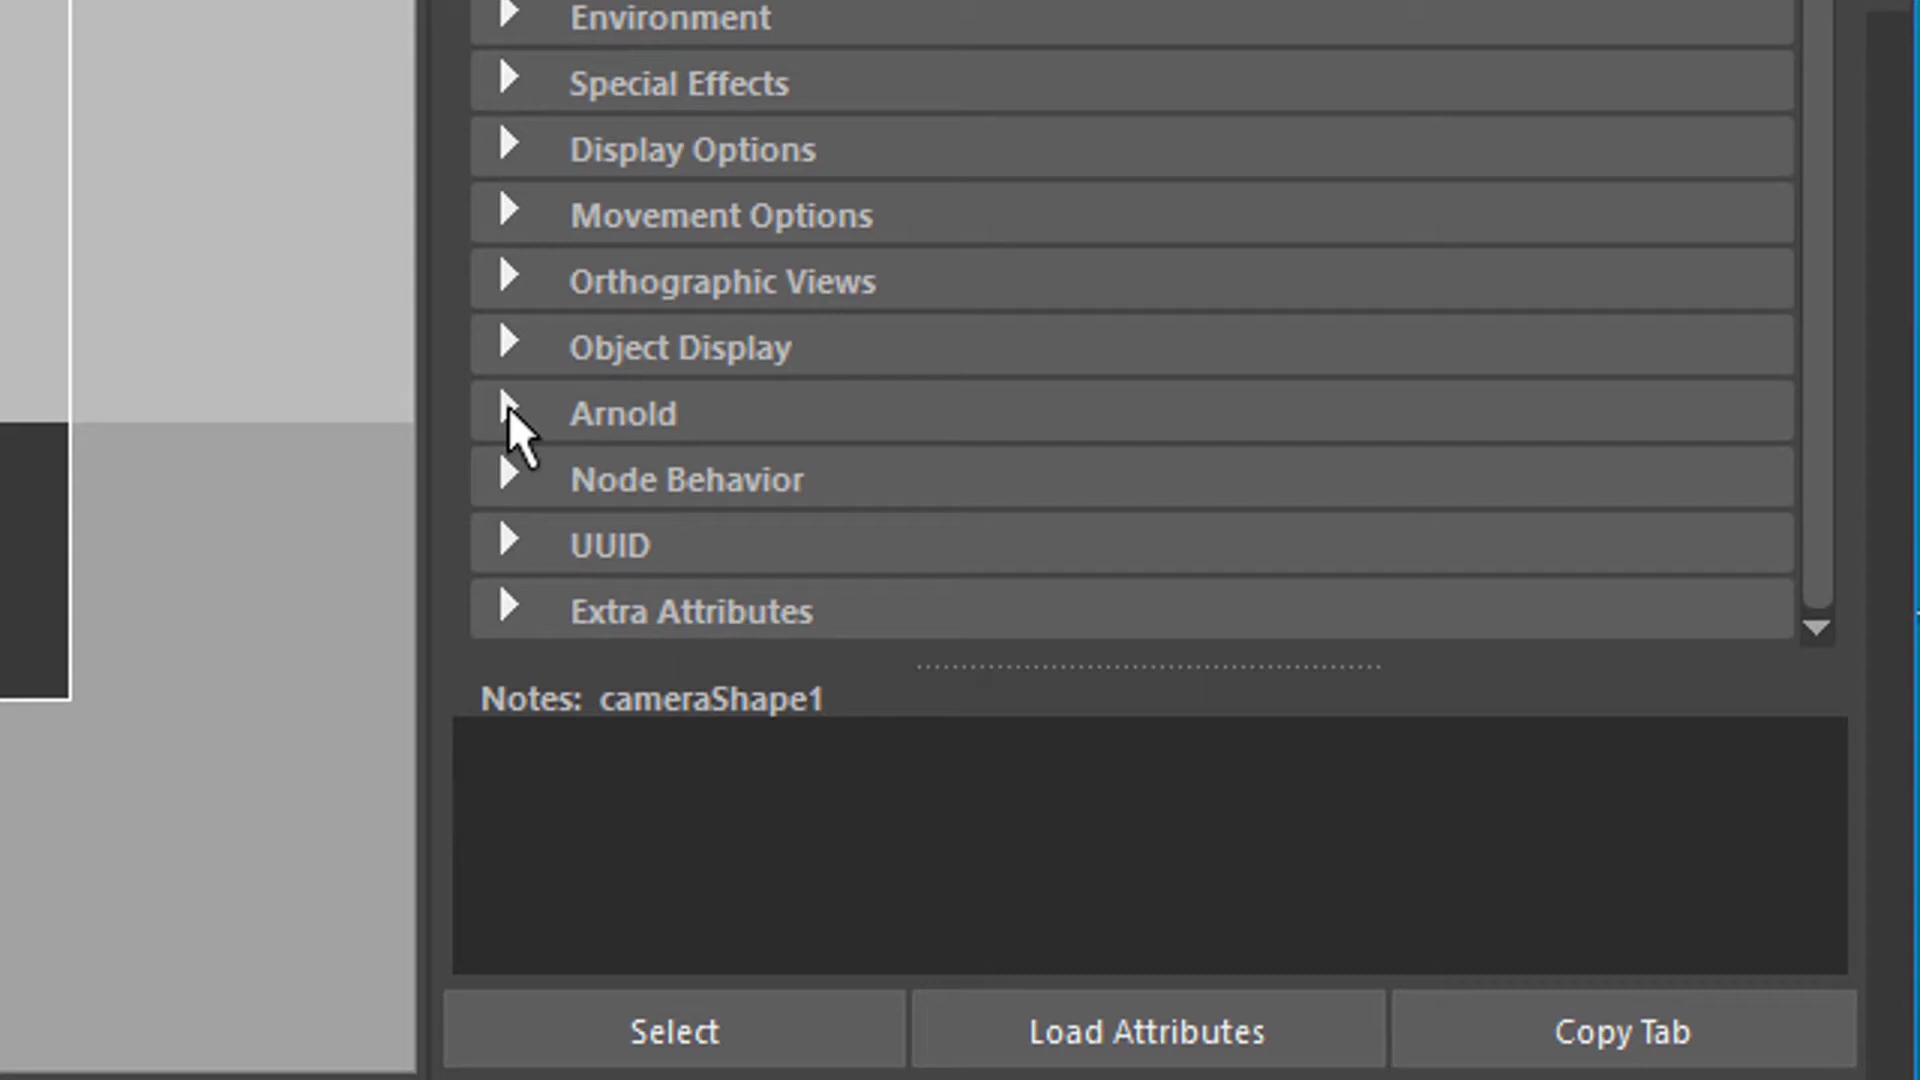 Environment
Special Effects
Display Options
Movement Options
Orthographic Views
Object Display
Arnold
Node Behavior
UUID
Extra Attributes
Notes: cameraShape1
Select Load Attributes Copy Tab